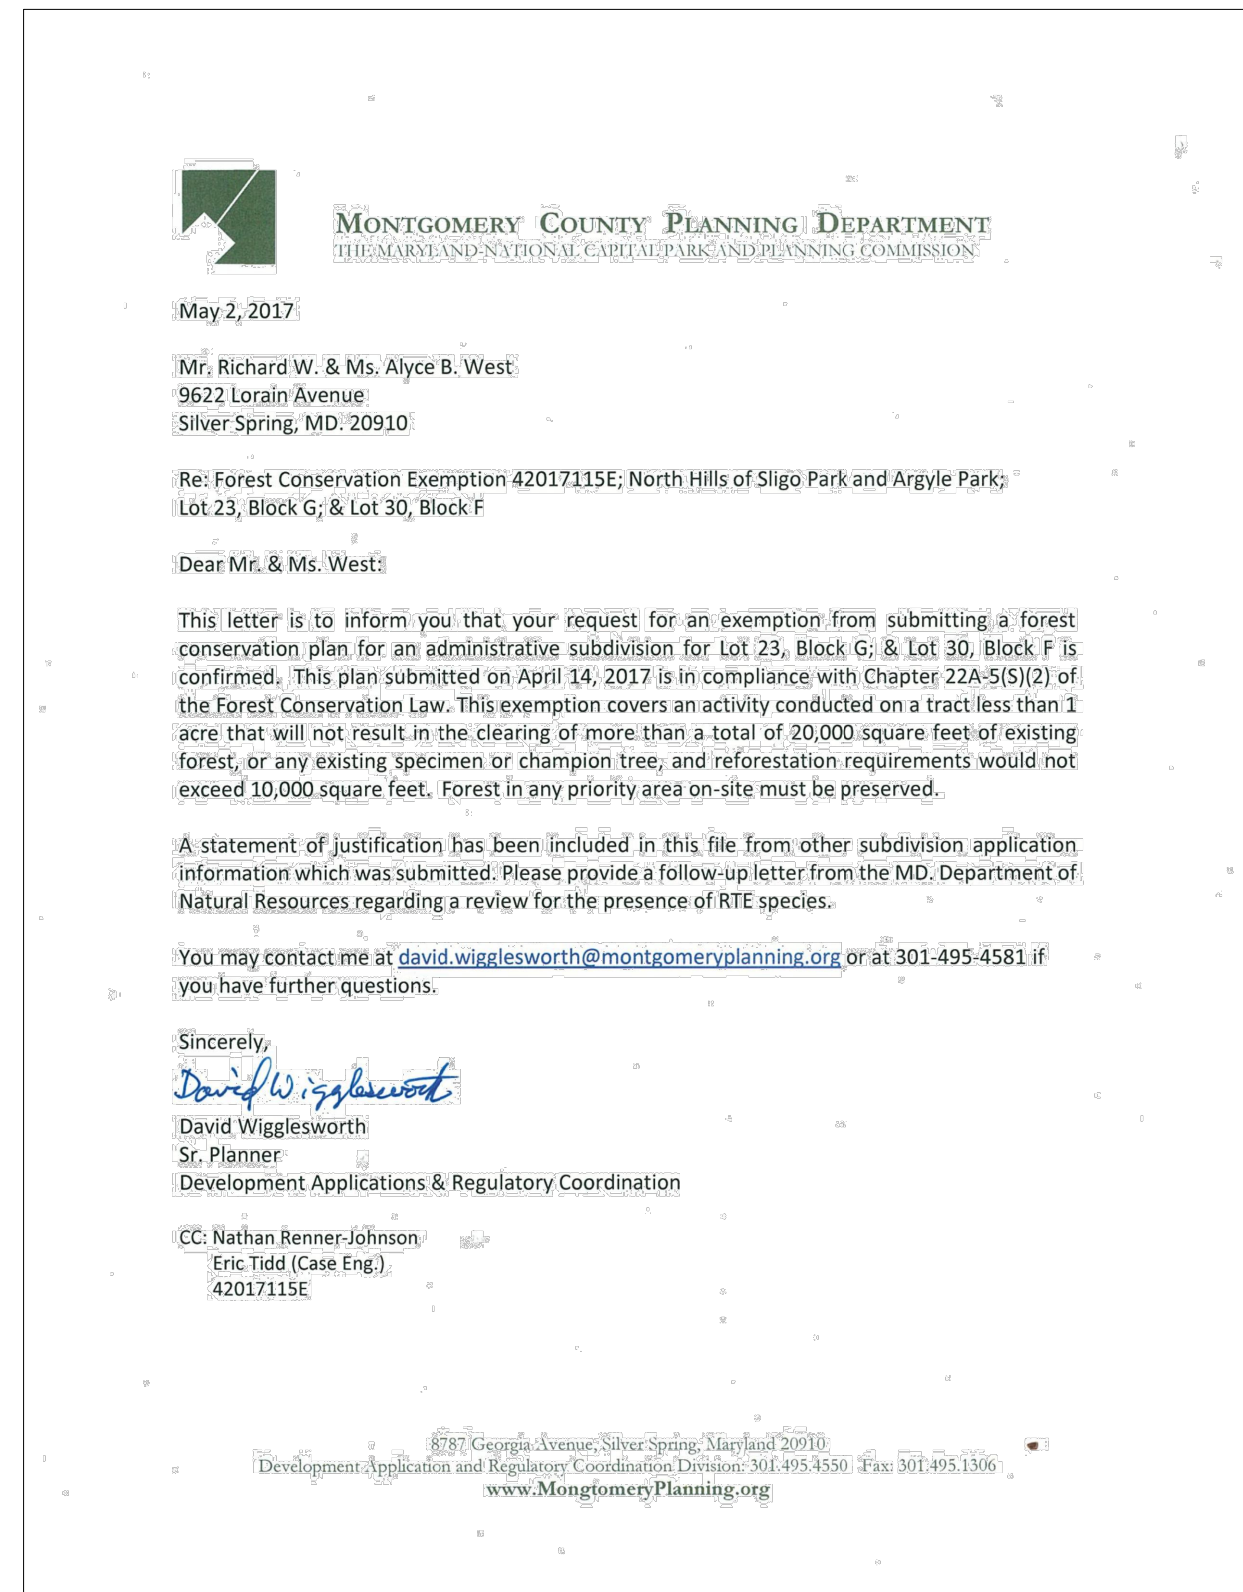 MONTGOMERY COUNTY PLANNING DEPARTMENT
THE MARYLAND-NATIONAL CAPITAL PARK AND PLANNING COMMISSION
May 2, 2017
Mr. Richard W. & Ms. Alyce B. West
9622 Lorain Avenue
Silver Spring, MD. 20910
Re: Forest Conservation Exemption 42017115E; North Hills of Sligo Park and Argyle Park;
Lot 23, Block G; & Lot 30, Block F
Dear Mr. & Ms. West:
This letter is to inform you that your request for an exemption from submitting a forest
conservation plan for an administrative subdivision for Lot 23, Block G; & Lot 30, Block F is
confirmed. This plan submitted on April 14, 2017 is in compliance with Chapter 22A-5(S)(2) of
the Forest Conservation Law. This exemption covers an activity conducted on a tract less than 1
acre that will not result in the clearing of more than a total of 20,000 square feet of existing
forest, or any existing specimen or champion tree, and reforestation requirements would not
exceed 10,000 square feet. Forest in any priority area on-site must be preserved.
A statement of justification has been included in this file from other subdivision application
information which was submitted. Please provide a follow-up letter from the MD. Department of
Natural Resources regarding a review for the presence of RTE species.
You may contact me at david.wigglesworth@montgomeryplanning.org or at 301-495-4581 if
you have further questions.
Sincerely,
David Wigglesworth
David Wigglesworth
Sr. Planner
Development Applications & Regulatory Coordination
CC: Nathan Renner-Johnson
Eric Tidd (Case Eng.)
42017115E
8787 Georgia Avenue, Silver Spring, Maryland 20910
Development Application and Regulatory Coordination Division: 301.495.4550 Fax: 301.495.1306
www.MongtomeryPlanning.org